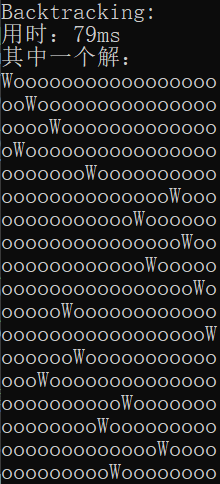 Backtracking:
用时：79ms
其中一个解：
Wooooooooooooooooo
ooWooooooooooooooo
ooooWooooooooooooo
oWoooooooooooooooo
oooooooWoooooooooo
ooooooooooooooWooo
oooooooooooWoooooo
oooooooooooooooWoo
ooooooooooooWooooo
ooooooooooooooooWo
oooooWoooooooooooo
oooooooooooooooooW
ooooooWooooooooooo
oooWoooooooooooooo
ooooooooooWooooooo
ooooooooWooooooooo
oooooooooooooWoooo
oooooooooWoooooooo